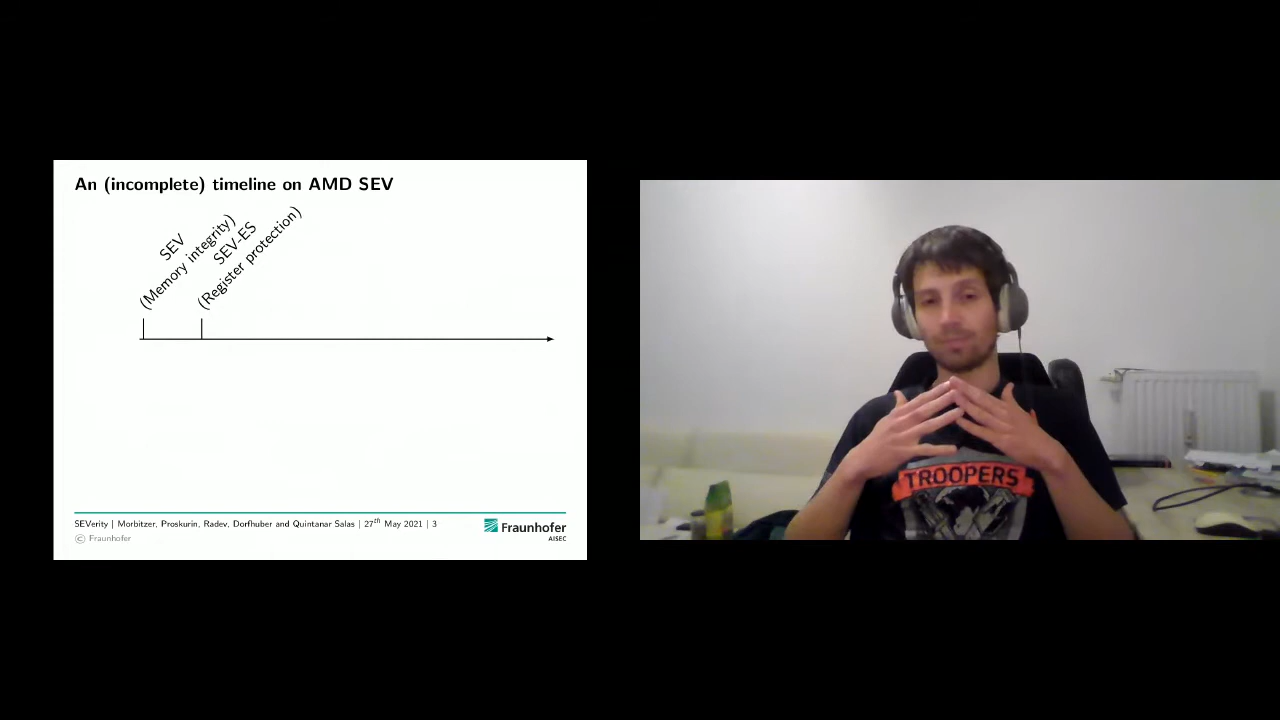 An (incomplete) timeline on AMD SEV
SEV
(Memory integrity)
SEV-ES
(Register protection)
SEVerity | Morbitzer, Proskurin, Radev, Dorfhuber and Quintanar Salas | 27th May 2021 | 3
Fraunhofer
AISEC
© Fraunhofer
TROOPERS